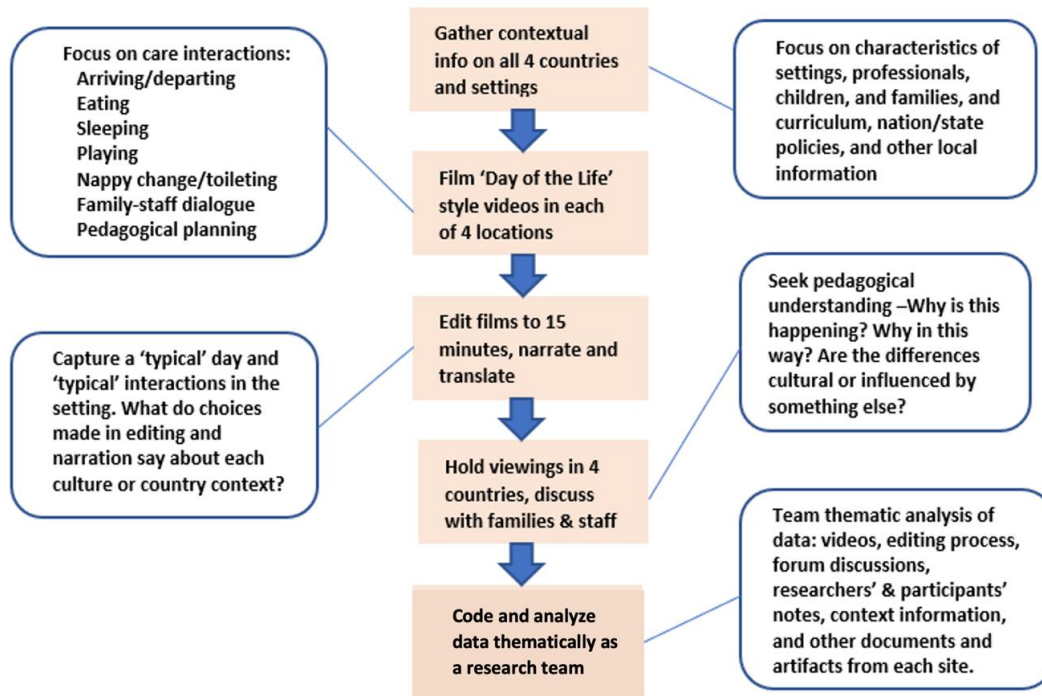 Gather contextual
info on all 4 countries
and settings
Focus on care interactions:
Arriving/departing
Eating
Sleeping
Playing
Nappy change/toileting
Family-staff dialogue
Pedagogical planning
Focus on characteristics of
settings, professionals,
children, and families, and
curriculum, nation/state
policies, and other local
information
Film ‘Day of the Life’
style videos in each
of 4 locations
Edit films to 15
minutes, narrate and
translate
Capture a ‘typical’ day and
‘typical’ interactions in the
setting. What do choices
made in editing and
narration say about each
culture or country context?
Seek pedagogical
understanding –Why is this
happening? Why in this
way? Are the differences
cultural or influenced by
something else?
Hold viewings in 4
countries, discuss
with families & staff
Team thematic analysis of
data: videos, editing process,
forum discussions,
researchers’ & participants’
notes, context information,
and other documents and
artifacts from each site.
Code and analyze
data thematically as
a research team